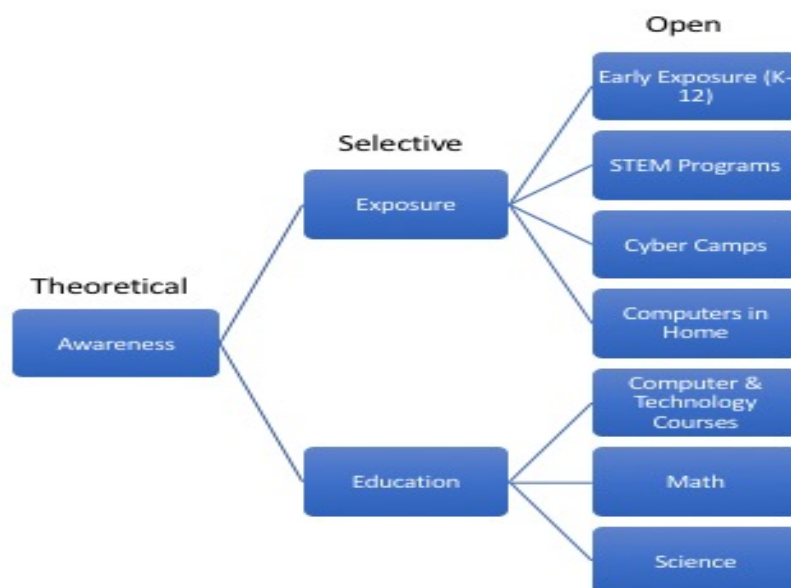 Open
Early Exposure (K-
12)
STEM Programs
Selective
Exposure
Cyber Camps
Theoretical
Computers in
Home
Awareness
Computer &
Technology
Courses
Education
Math
Science